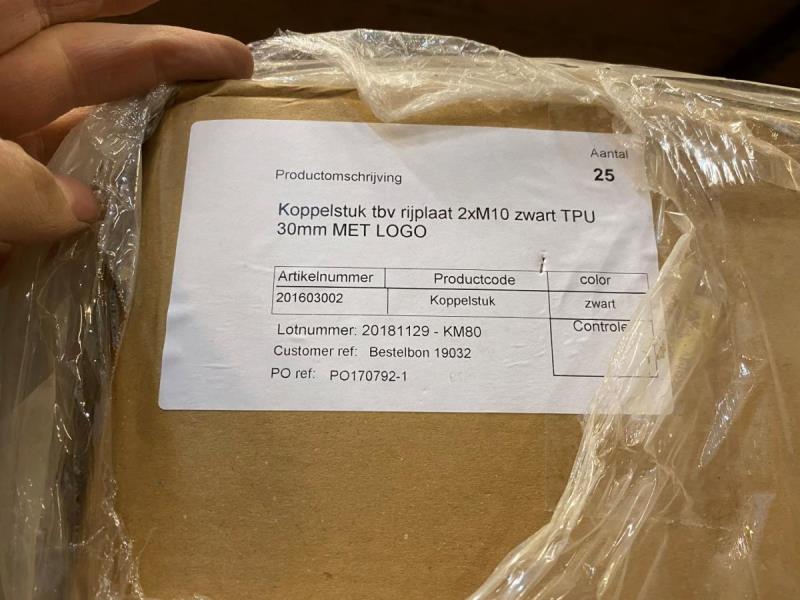 Aantal
Productomschrijving 25
Koppelstuk tbv rijplaat 2xM10 zwart TPU
30mm MET LOGO
Artikelnummer Productcode color
201603002 Koppelstuk zwart
Lotnummer: 20181129 - KM80 Controle
Customer ref: Bestelbon 19032
PO ref: PO170792-1